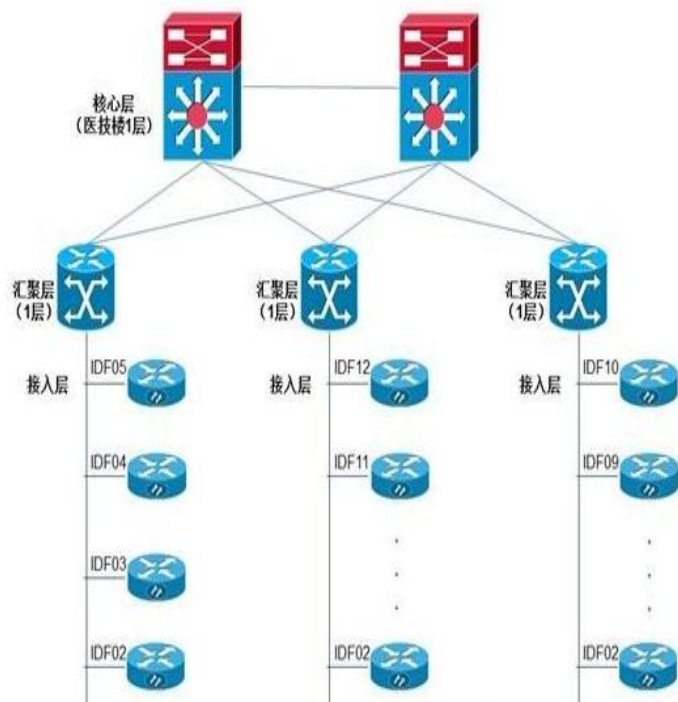 核心层
（医技楼1层）
汇聚层
（1层）
汇聚层
（1层）
汇聚层
（1层）
IDF05
接入层
IDF12
接入层
IDF10
接入层
IDF04
IDF11
IDF09
IDF03
IDF02
IDF02
IDF02